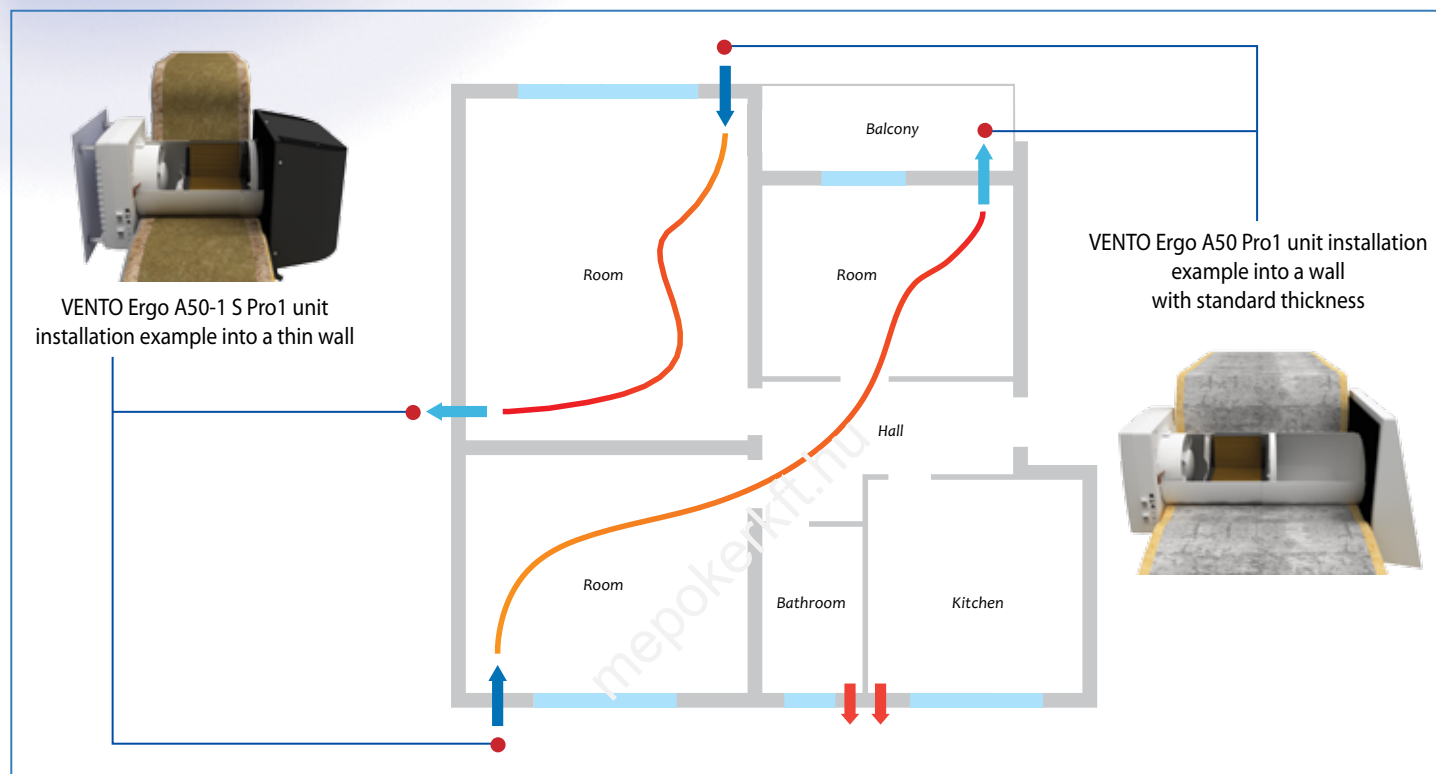 Balcony
Room
Room
VENTO Ergo A50-1 S Pro1 unit
installation example into a thin wall
VENTO Ergo A50 Pro1 unit installation
example into a wall
with standard thickness
Hall
Room
Bathroom
Kitchen
mepokerkft.hu